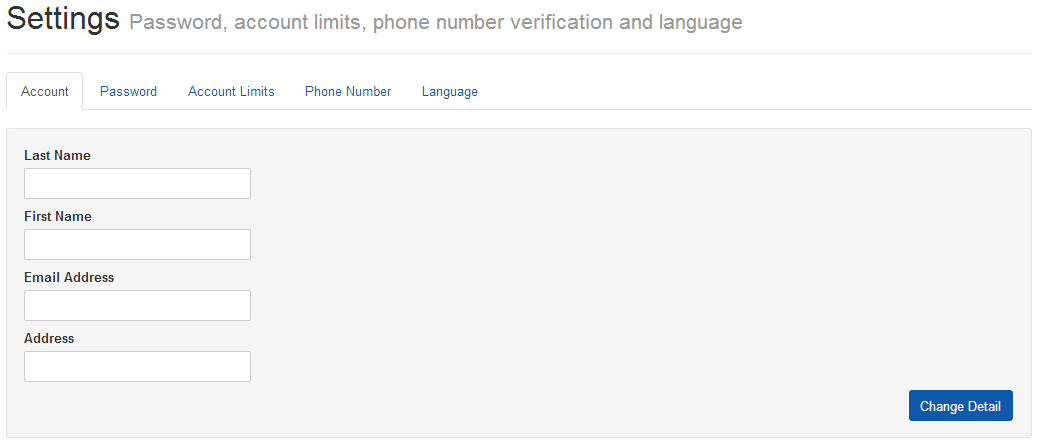 Settings Password, account limits, phone number verification and language
Account Password Account Limits Phone Number Language
Last Name
First Name
Email Address
Address
Change Detail